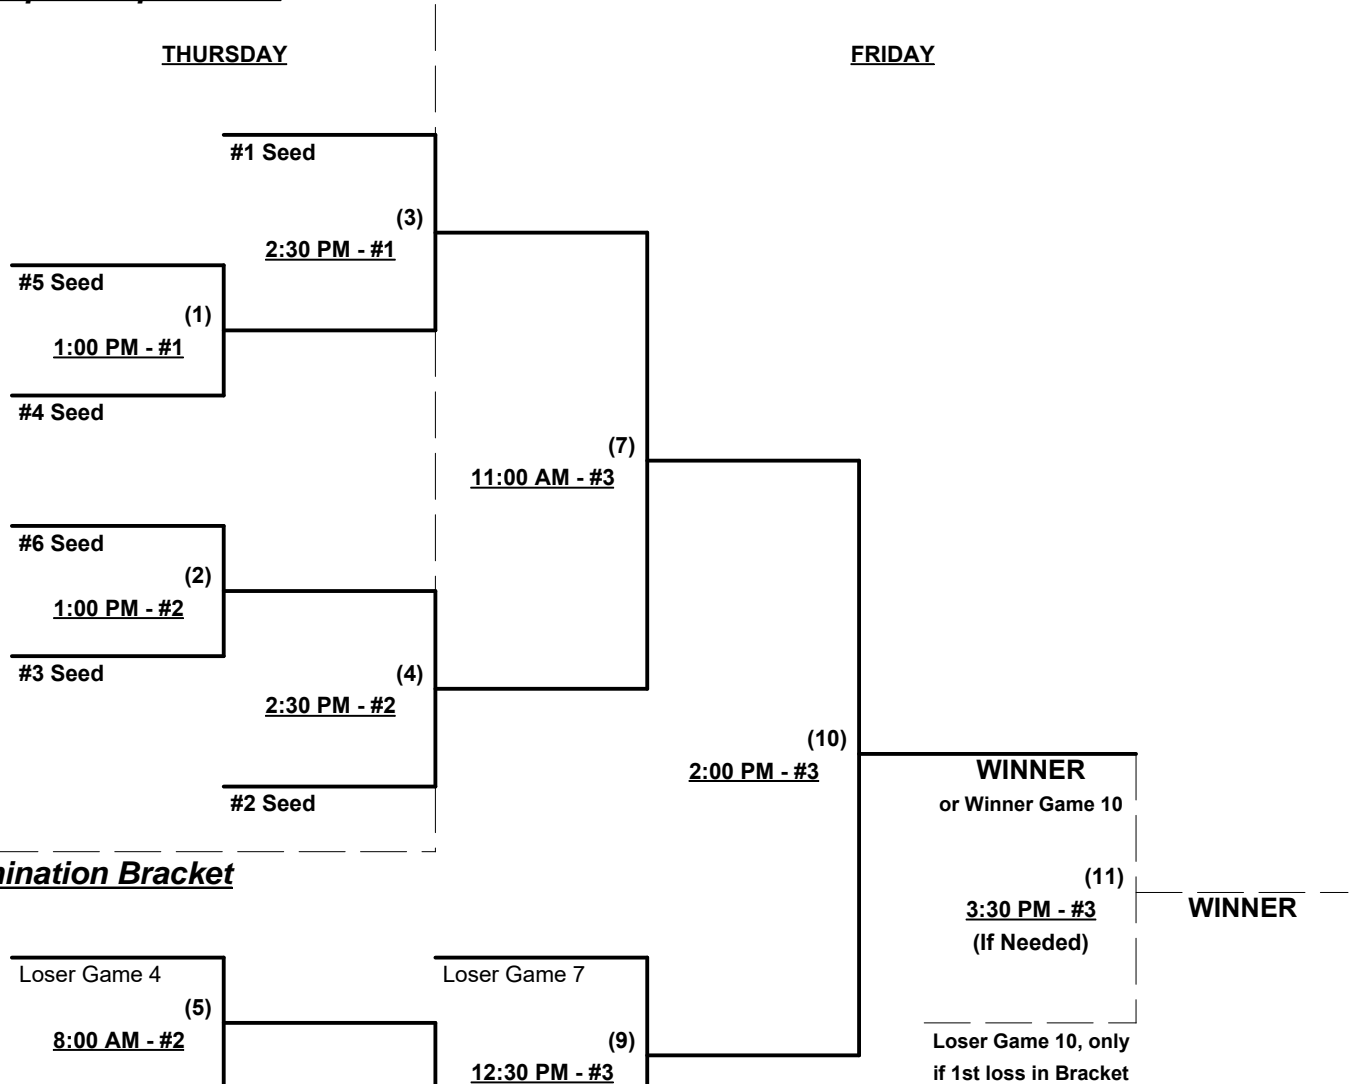 THURSDAY
FRIDAY
#1 Seed
(3)
2:30 PM - #1
#5 Seed
(1)
1:00 PM - #1
#4 Seed
(7)
11:00 AM - #3
#6 Seed
(2)
1:00 PM - #2
#3 Seed
(4)
2:30 PM - #2
(10)
2:00 PM - #3
WINNER
or Winner Game 10
#2 Seed
mination Bracket
(11)
3:30 PM - #3
WINNER
(If Needed)
Loser Game 4
Loser Game 7
(5)
8:00 AM - #2
(9)
12:30 PM - #3
Loser Game 10, only
if 1st loss in Bracket